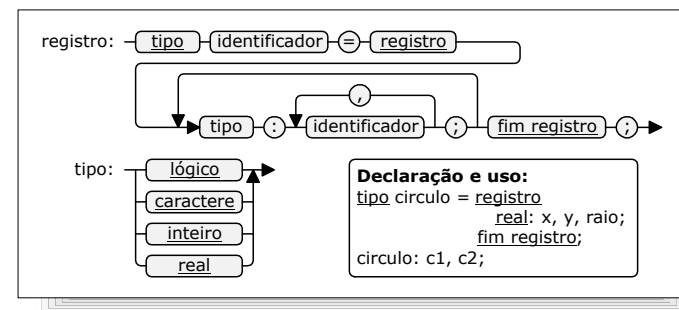 registro: tipo identificador = registro
,
tipo : identificador ; fim registro ;
tipo: lógico
caractere
inteiro
real
Declaração e uso:
tipo circulo = registro
real: x, y, raio;
fim registro;
circulo: c1, c2;